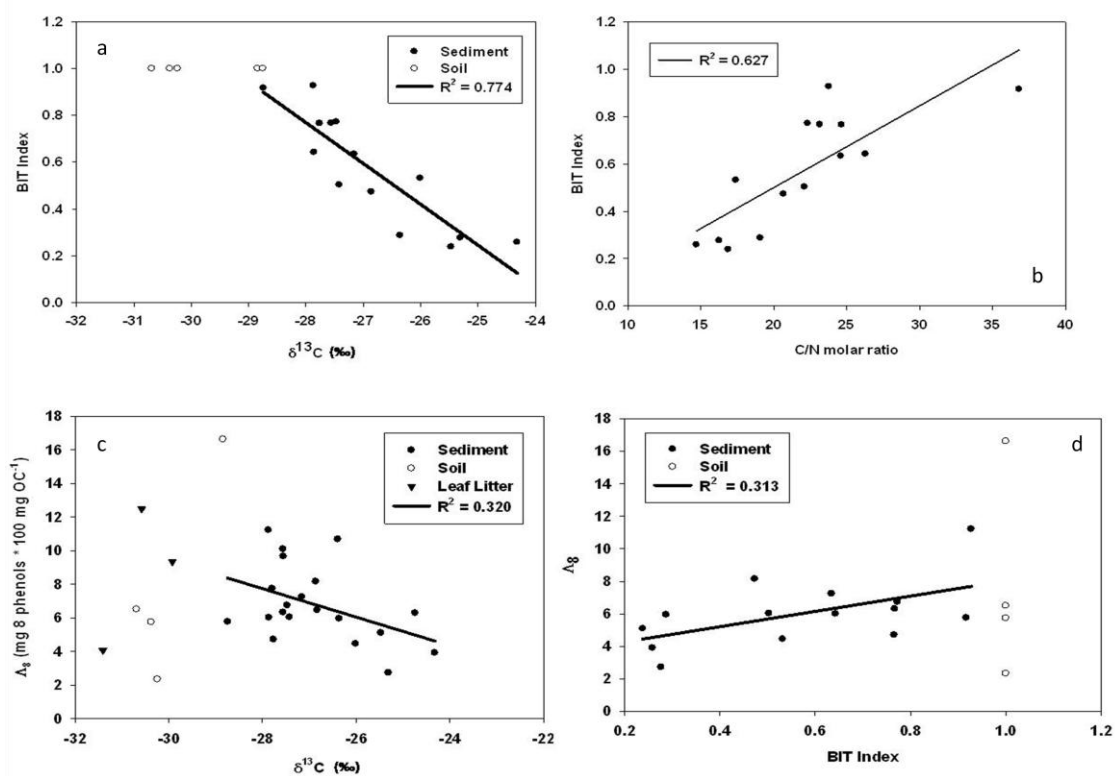 a
Sediment
Soil
R² = 0.774
BIT Index
1.2
1.0
0.8
0.6
0.4
0.2
0.0
-32 -31 -30 -29 -28 -27 -26 -25 -24
δ¹³C (‰)
R² = 0.627
BIT Index
1.2
1.0
0.8
0.6
0.4
0.2
0.0
b
10 15 20 25 30 35 40
C/N molar ratio
c
Sediment
Soil
Leaf Litter
R² = 0.320
Λ₈ (mg 8 phenols * 100 mg OC⁻¹)
18
16
14
12
10
8
6
4
2
0
-32 -30 -28 -26 -24 -22
δ¹³C (‰)
Sediment
Soil
R² = 0.313
d
Λ8
18
16
14
12
10
8
6
4
2
0
0.2 0.4 0.6 0.8 1.0 1.2
BIT Index